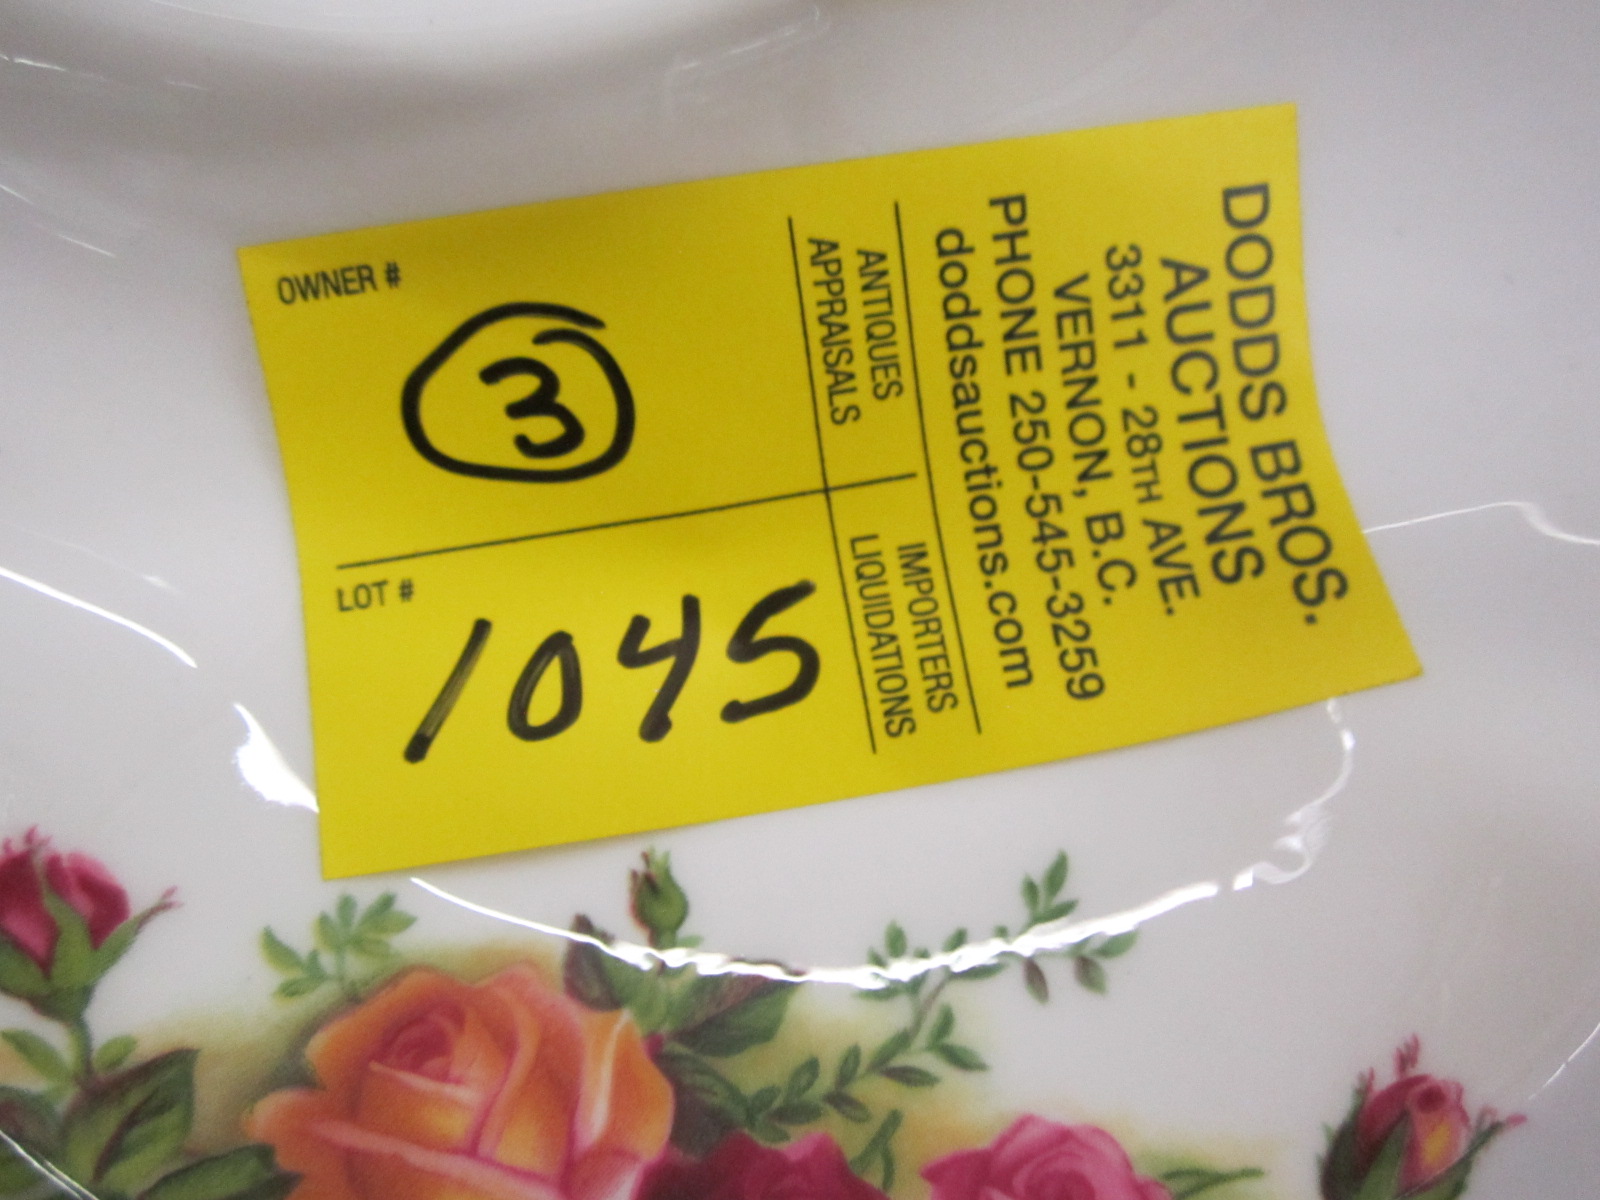 DODDS BROS.
AUCTIONS
3311 - 28TH AVE.
VERNON, B.C.
PHONE 250-545-3259
doddsauctions.com
ANTIQUES
APPRAISALS
IMPORTERS
LIQUIDATIONS
OWNER #
3
LOT #
1045